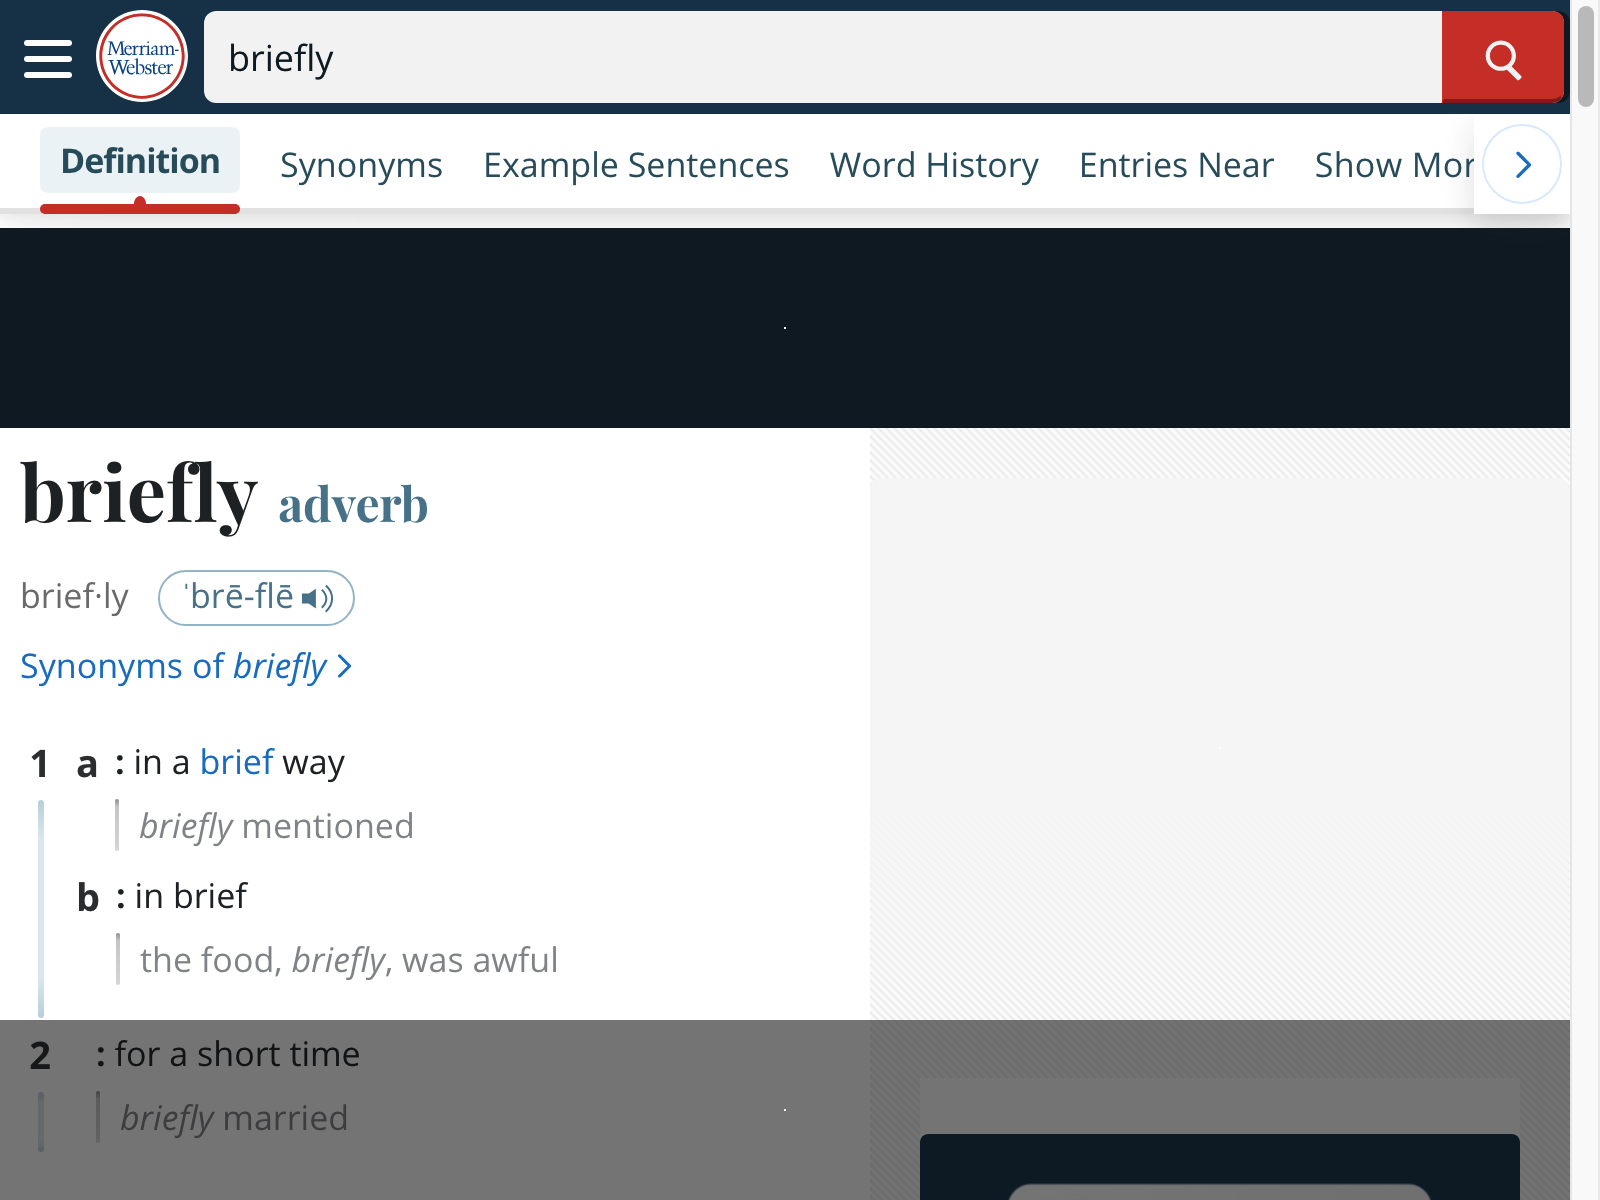 Merriam-
Webster
briefly
Definition Synonyms Example Sentences Word History Entries Near Show Mor
briefly adverb
brief·ly ˈbrē-flē
Synonyms of briefly
1 a : in a brief way
briefly mentioned
b : in brief
the food, briefly, was awful
2 : for a short time
briefly married